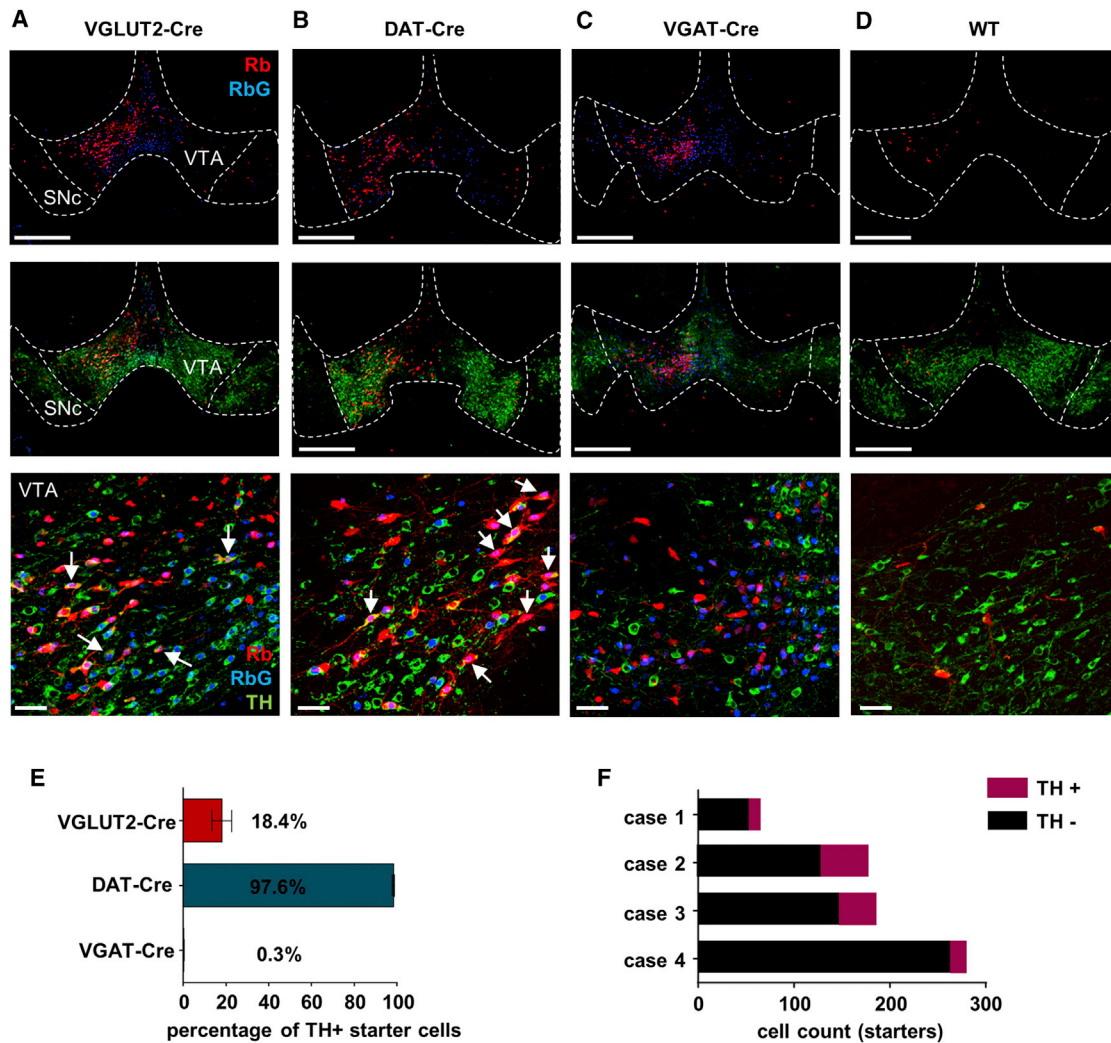 A
VGLUT2-Cre
B
DAT-Cre
C
VGAT-Cre
D
WT
Rb
RbG
VTA
SNc
VTA
SNc
VTA
Rb
RbG
TH
E
VGLUT2-Cre
18.4%
DAT-Cre
97.6%
VGAT-Cre
0.3%
0 20 40 60 80 100
percentage of TH+ starter cells
F
TH +
TH -
case 1
case 2
case 3
case 4
0 100 200 300
cell count (starters)